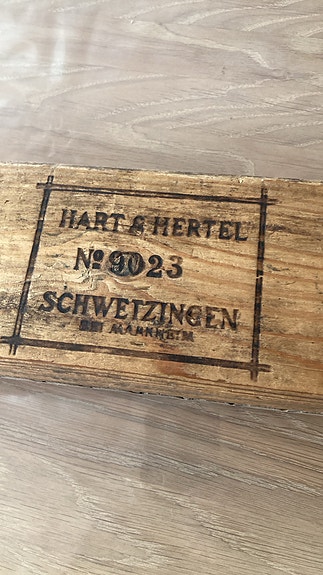 HART & HERTEL
No 9023
SCHWETZINGEN
BEI MANNHEIM